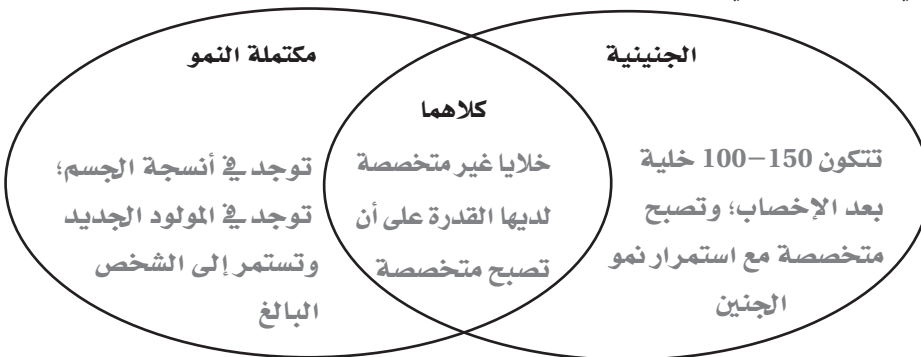 الجنينية
تتكون 150–100 خلية
بعد الإخصاب؛ وتصبح
متخصصة مع استمرار نمو
الجنين
كلاهما
خلايا غير متخصصة
لديها القدرة على أن
تصبح متخصصة
مكتملة النمو
توجد في أنسجة الجسم؛
توجد في المولود الجديد
وتستمر إلى الشخص
البالغ